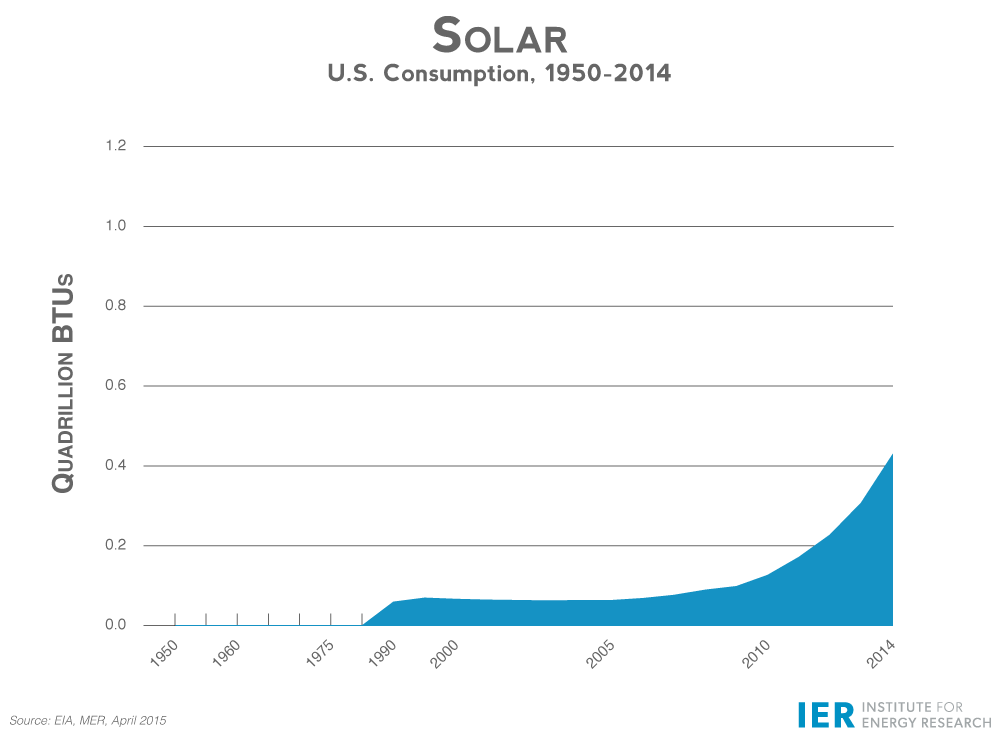 SOLAR
U.S. Consumption, 1950-2014
QUADRILLION BTUS
1.2
1.0
0.8
0.6
0.4
0.2
0.0
1950
1960
1975
1990
2000
2005
2010
2014
Source: EIA, MER, April 2015
IER INSTITUTE FOR
ENERGY RESEARCH